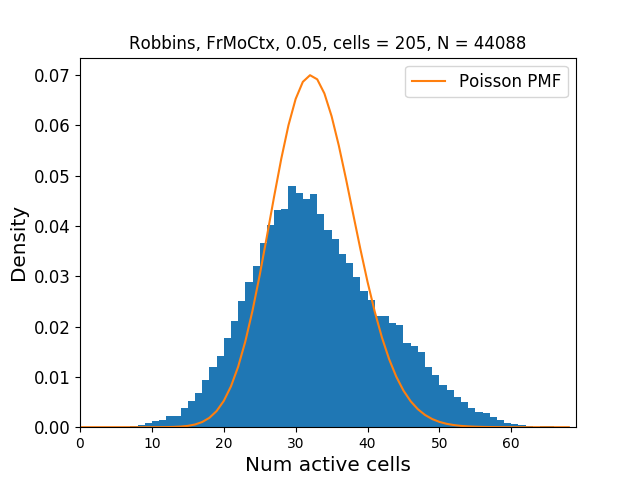 Robbins, FrMoCtx, 0.05, cells = 205, N = 44088
Poisson PMF
0.07
0.06
0.05
0.04
0.03
0.02
0.01
0.00
Density
0 10 20 30 40 50 60
Num active cells